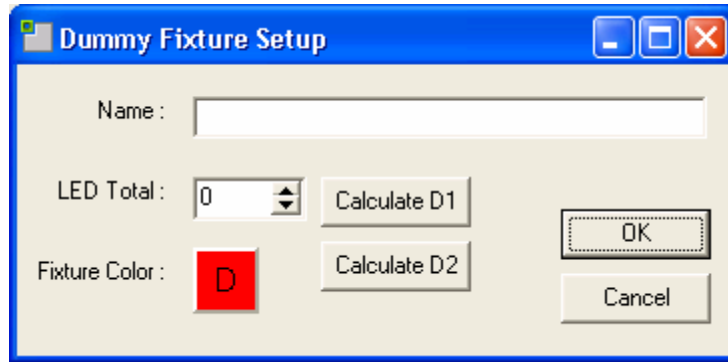 Dummy Fixture Setup
Name :
LED Total : 0 Calculate D1
Fixture Color : D Calculate D2
OK
Cancel